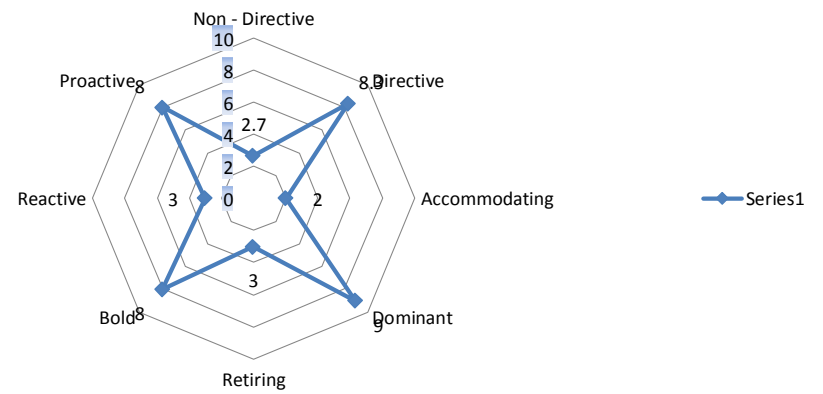 Non - Directive
10
Proactive
8
8
8.3
Directive
6
2.7
4
2
Reactive
3
0
2
Accommodating
Series1
3
Bold
8
Dominant
9
Retiring